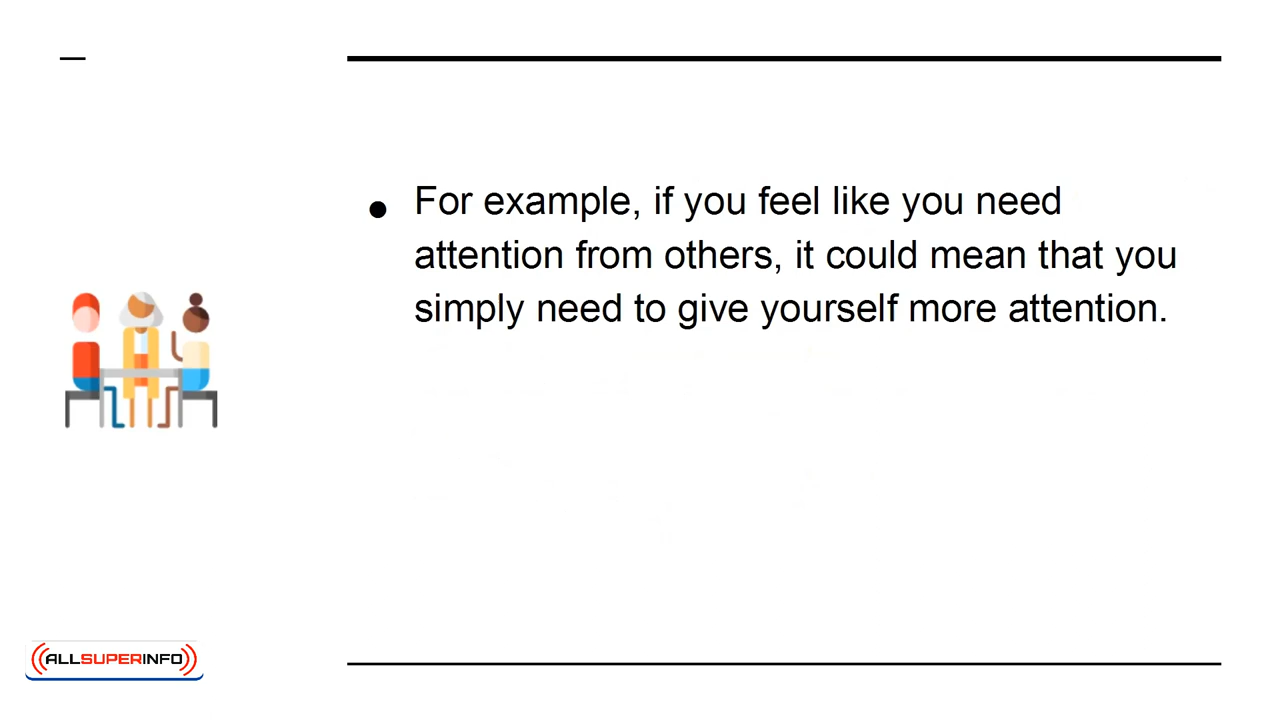 • For example, if you feel like you need
attention from others, it could mean that you
simply need to give yourself more attention.
ALLSUPERINFO